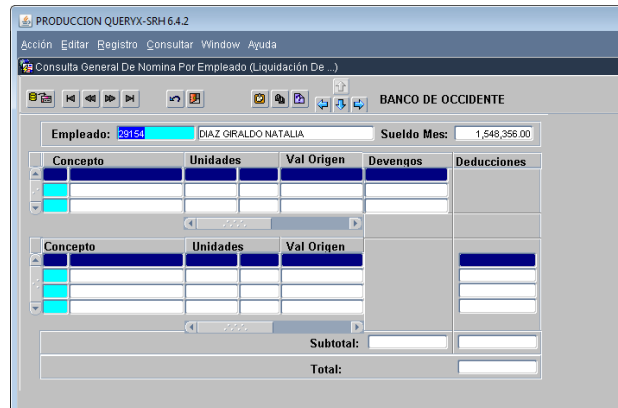 PRODUCCION QUERYX-SRH 6.4.2
Acción Editar Registro Consultar Window Ayuda
Consulta General De Nomina Por Empleado (Liquidación De ...)
BANCO DE OCCIDENTE
Empleado: 29154 DIAZ GIRALDO NATALIA Sueldo Mes: 1,548,356.00
Concepto Unidades Val Origen Devengos Deducciones
Concepto Unidades Val Origen
Subtotal:
Total: